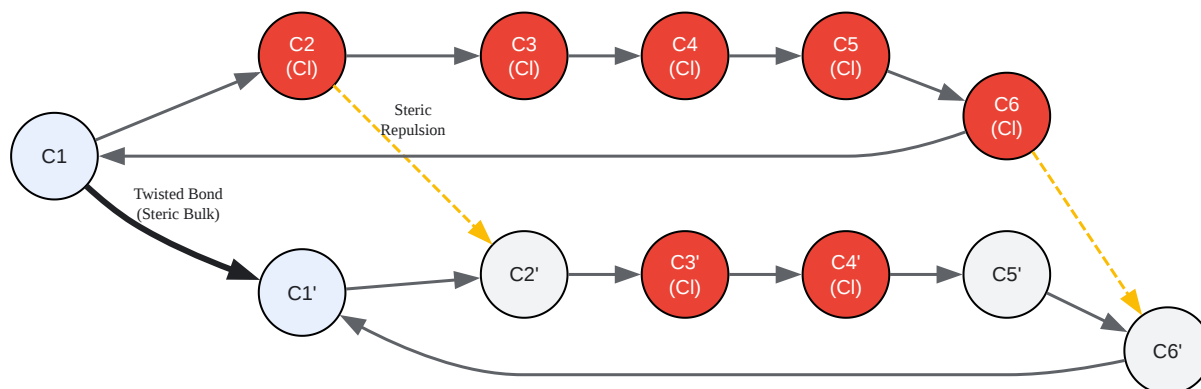 C2
(Cl)
C3
(Cl)
C4
(Cl)
C5
(Cl)
C6
(Cl)
Steric
Repulsion
C1
Twisted Bond
(Steric Bulk)
C1'
C2'
C3'
(Cl)
C4'
(Cl)
C5'
C6'